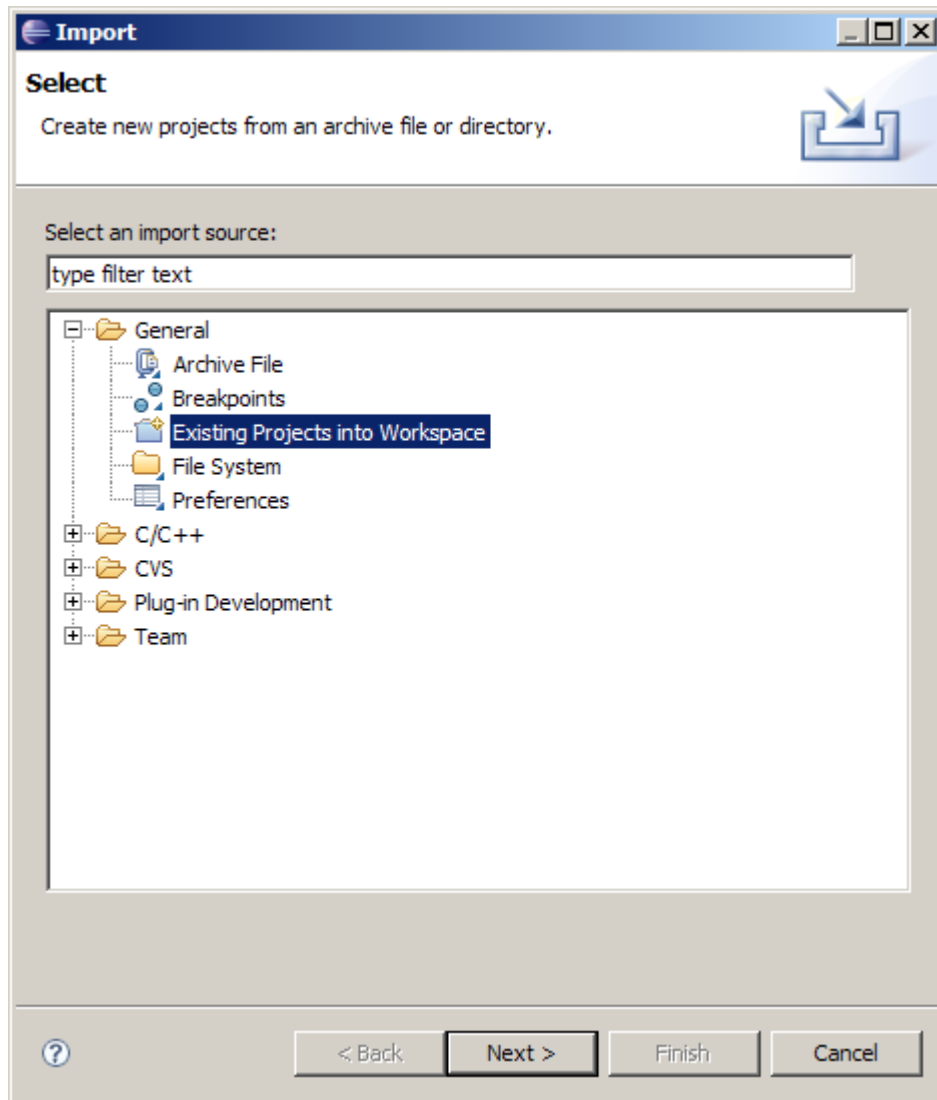 Import
Select
Create new projects from an archive file or directory.
Select an import source:
type filter text
General
Archive File
Breakpoints
Existing Projects into Workspace
File System
Preferences
C/C++
CVS
Plug-in Development
Team
? < Back Next > Finish Cancel